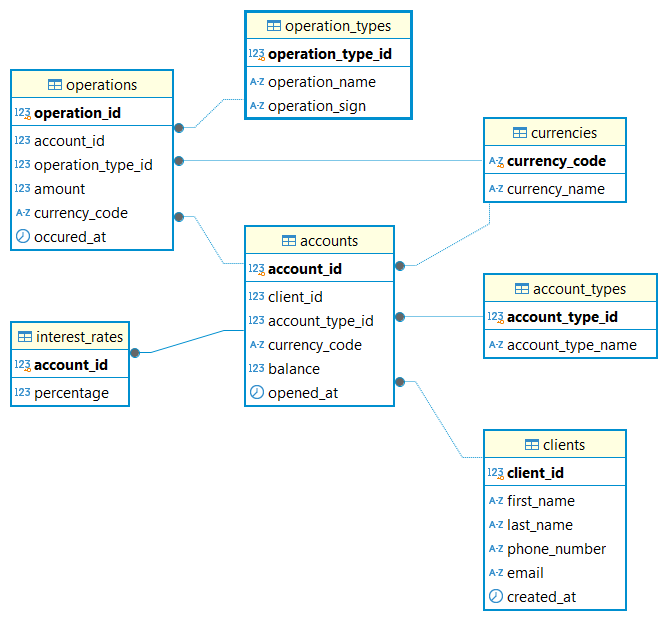 operation_types
123 operation_type_id
A-Z operation_name
A-Z operation_sign
operations
123 operation_id
123 account_id
123 operation_type_id
123 amount
A-Z currency_code
occured_at
currencies
A-Z currency_code
A-Z currency_name
accounts
123 account_id
123 client_id
123 account_type_id
A-Z currency_code
123 balance
opened_at
account_types
123 account_type_id
A-Z account_type_name
interest_rates
123 account_id
123 percentage
clients
123 client_id
A-Z first_name
A-Z last_name
A-Z phone_number
A-Z email
created_at